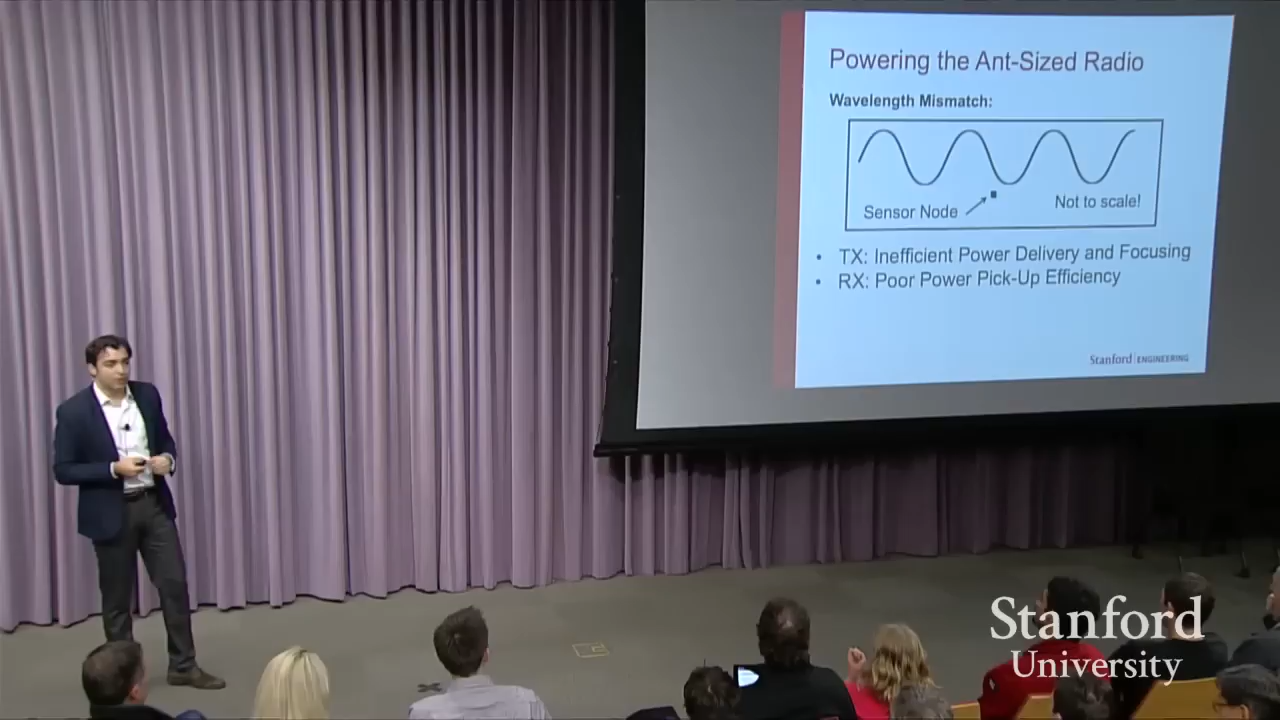 Powering the Ant-Sized Radio
Wavelength Mismatch:
Sensor Node
Not to scale!
• TX: Inefficient Power Delivery and Focusing
• RX: Poor Power Pick-Up Efficiency
Stanford | ENGINEERING
Stanford
University